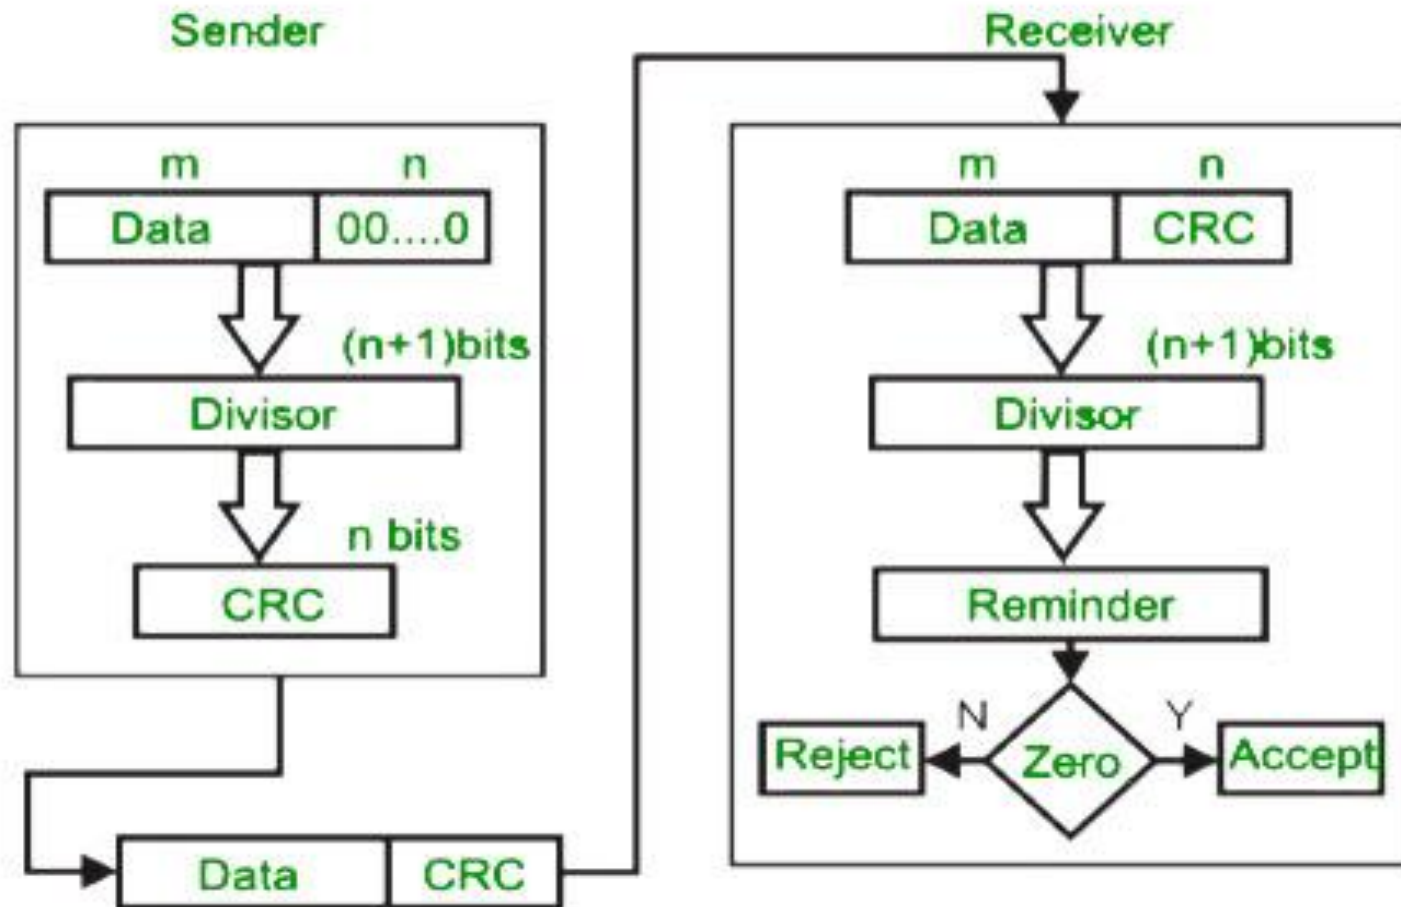 Sender
m n
Data 00....0
(n+1)bits
Divisor
n bits
CRC
Data CRC
Receiver
m n
Data CRC
(n+1)bits
Divisor
Reminder
N Y
Reject Zero Accept